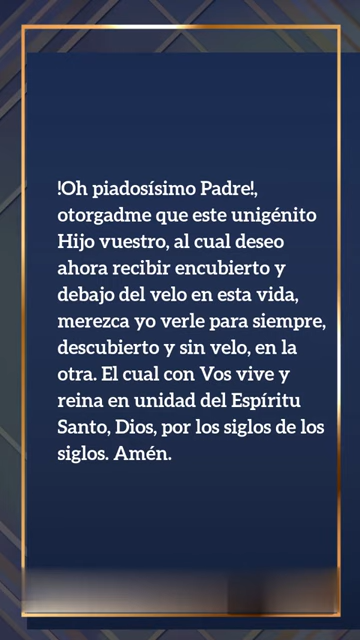 !Oh piadosísimo Padre!,
otorgadme que este unigénito
Hijo vuestro, al cual deseo
ahora recibir encubierto y
debajo del velo en esta vida,
merezca yo verle para siempre,
descubierto y sin velo, en la
otra. El cual con Vos vive y
reina en unidad del Espíritu
Santo, Dios, por los siglos de los
siglos. Amén.